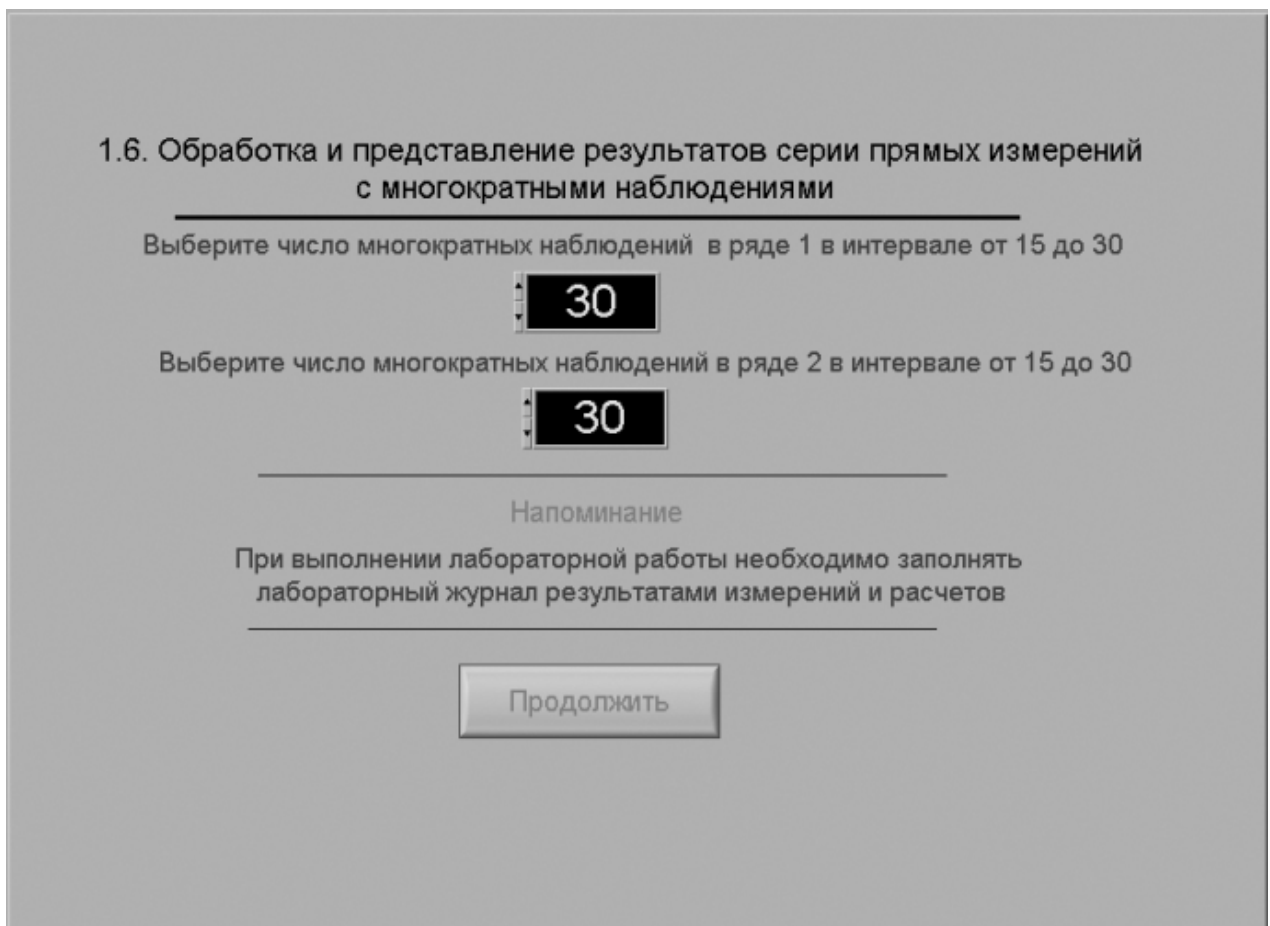 1.6. Обработка и представление результатов серии прямых измерений
с многократными наблюдениями
Выберите число многократных наблюдений в ряде 1 в интервале от 15 до 30
30
Выберите число многократных наблюдений в ряде 2 в интервале от 15 до 30
30
Напоминание
При выполнении лабораторной работы необходимо заполнять
лабораторный журнал результатами измерений и расчетов
Продолжить